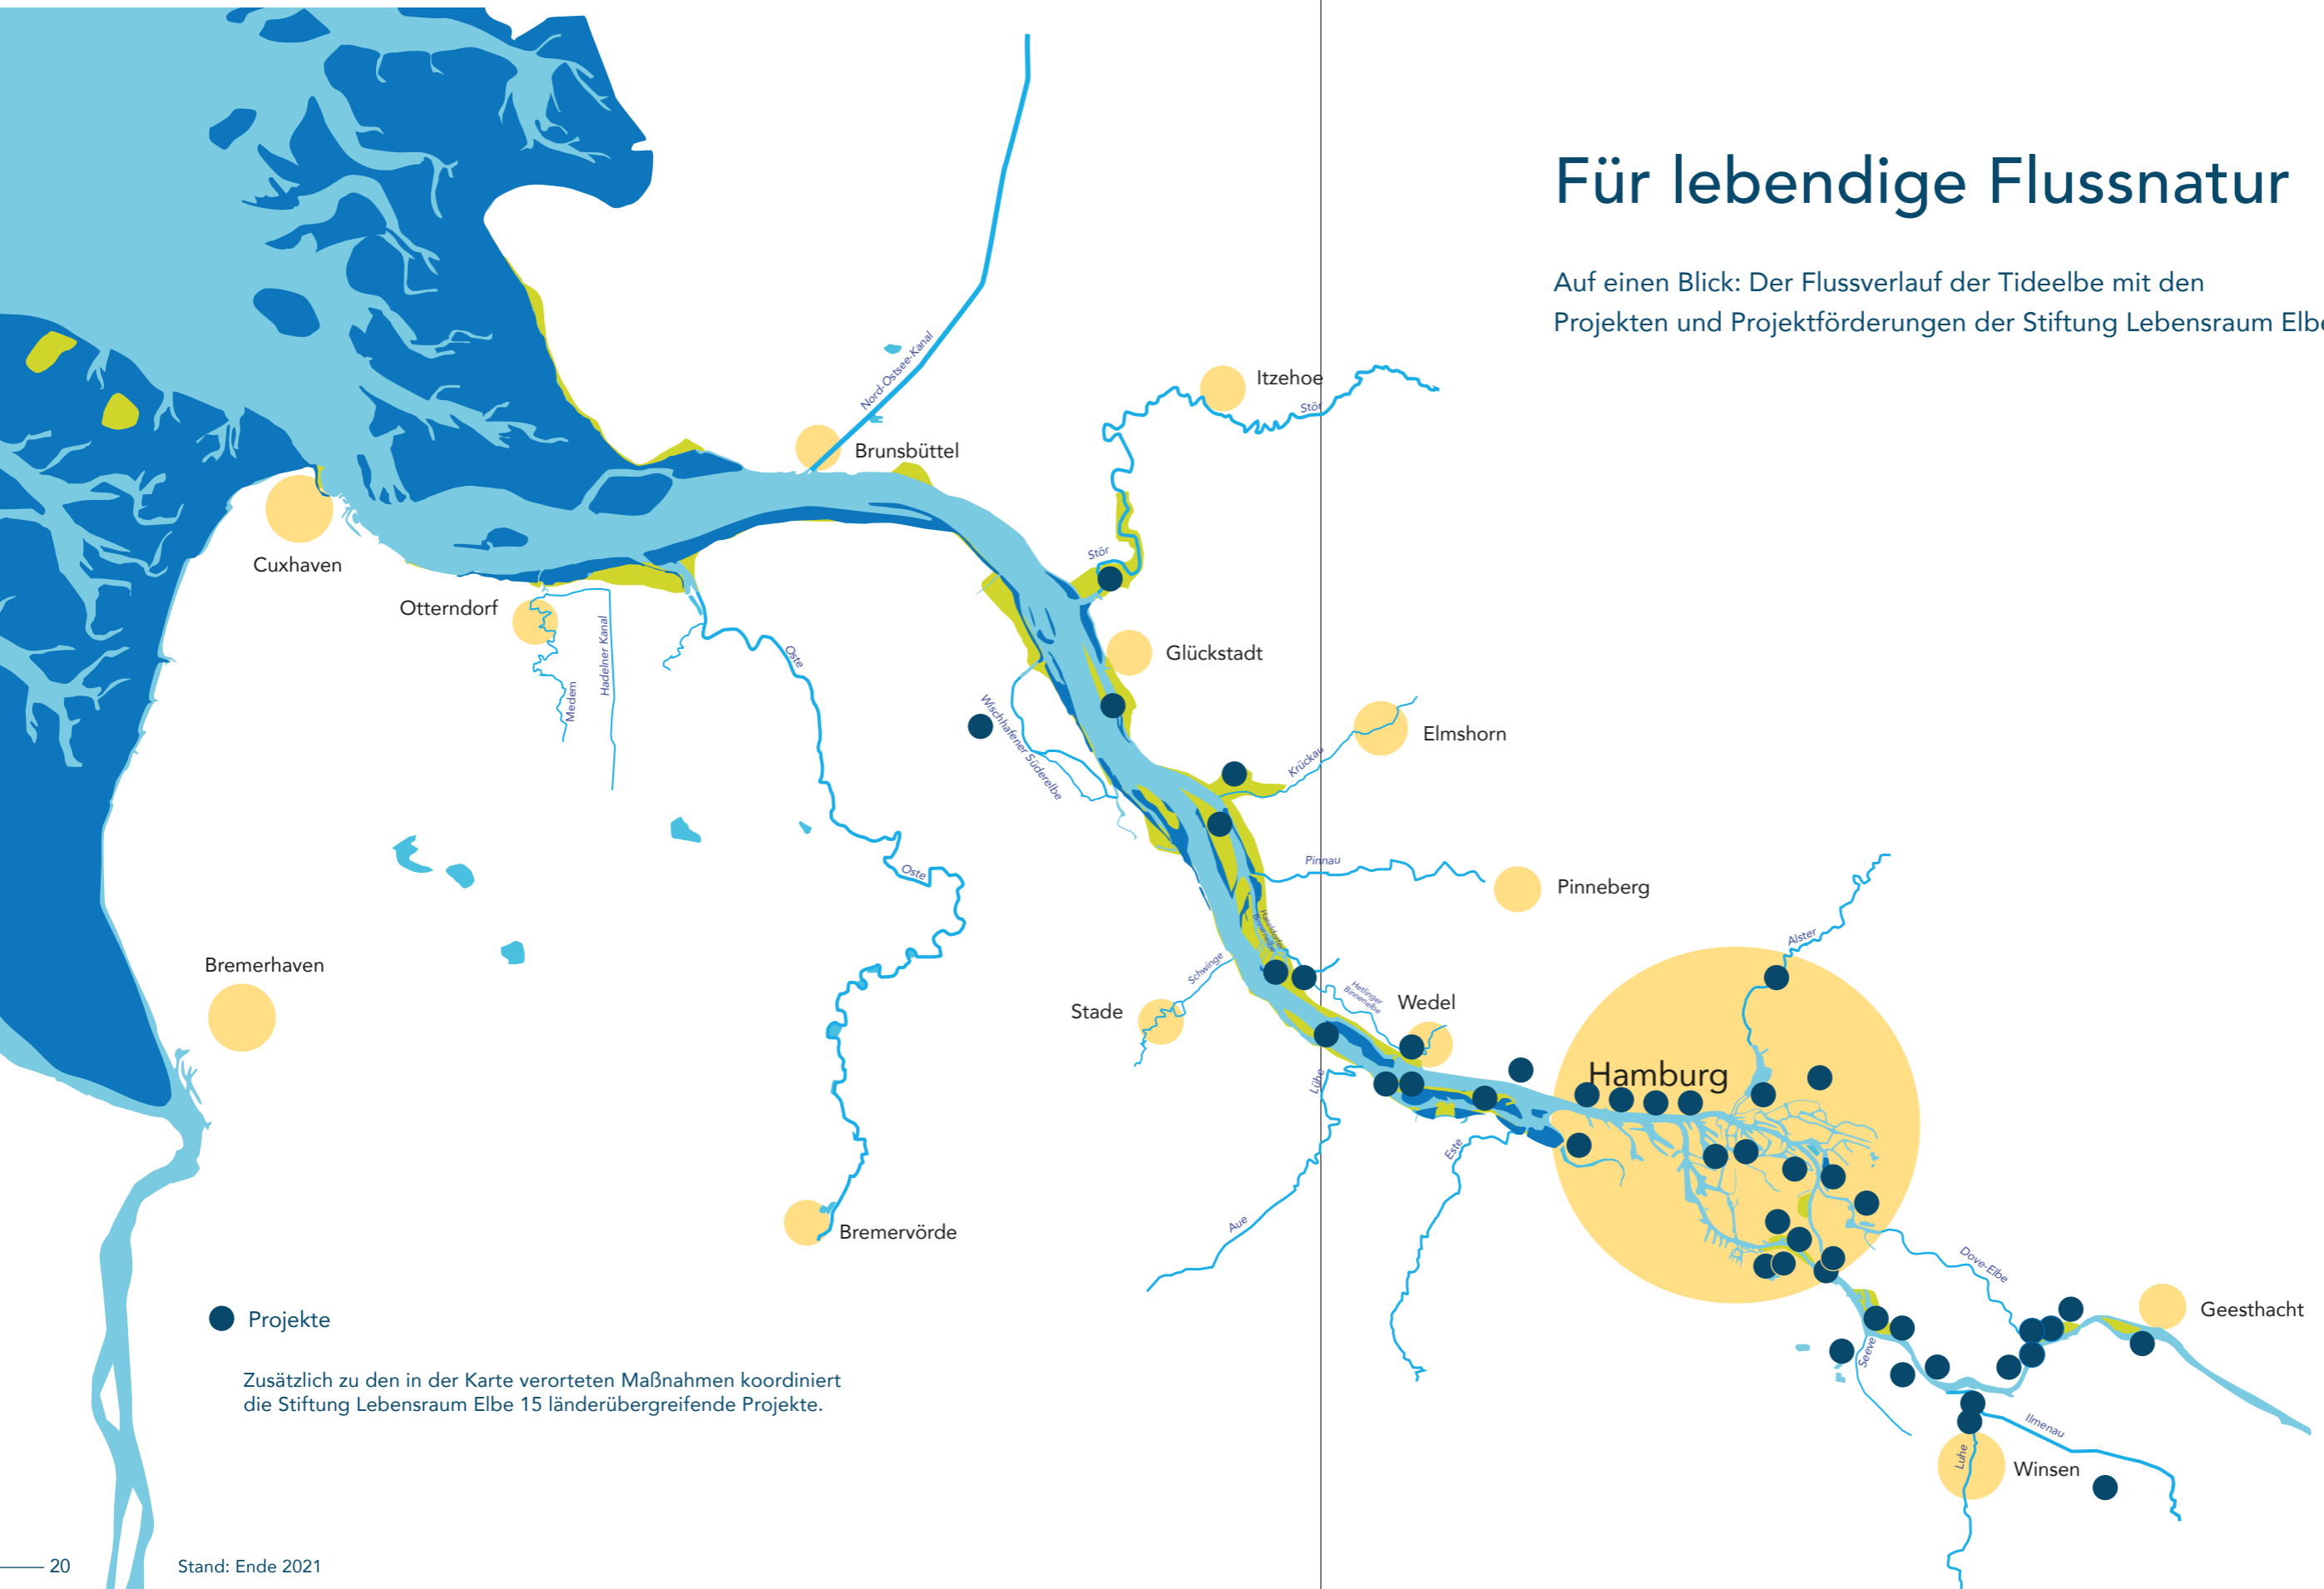 Für lebendige Flussnatur
Auf einen Blick: Der Flussverlauf der Tideelbe mit den
Projekten und Projektförderungen der Stiftung Lebensraum Elbe
Nord-Ostsee-Kanal
Itzehoe
Stör
Brunsbüttel
Cuxhaven
Stör
Otterndorf
Hadelner Kanal
Medem
Oste
Glückstadt
Wischhafener Süderelbe
Elmshorn
Krückau
Pinnau
Pinneberg
Oste
Haseldorfer
Binnenelbe
Alster
Bremerhaven
Schwinge
Hetlinger
Binnenelbe
Stade
Wedel
Hamburg
Lühe
Este
Aue
Bremervörde
Dove-Elbe
Geesthacht
Seeve
Ilmenau
Luhe
Winsen
Projekte
Zusätzlich zu den in der Karte verorteten Maßnahmen koordiniert
die Stiftung Lebensraum Elbe 15 länderübergreifende Projekte.
20
Stand: Ende 2021